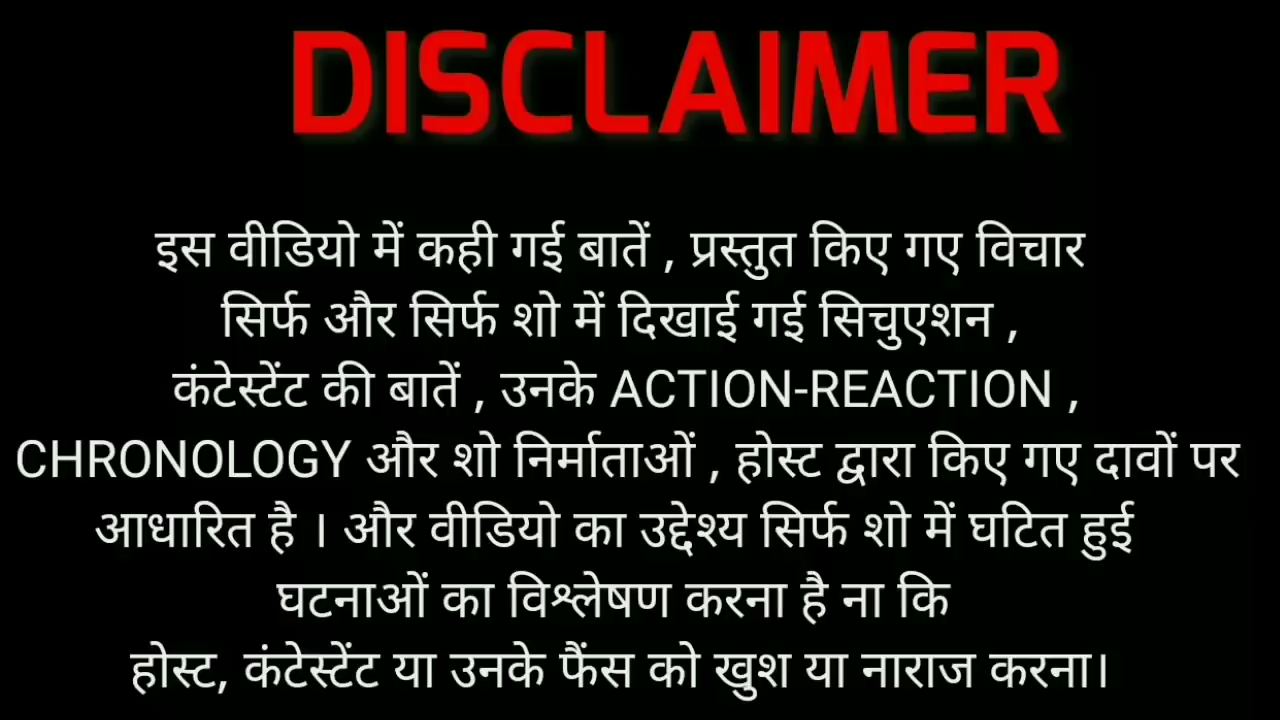 DISCLAIMER
इस वीडियो में कही गई बातें , प्रस्तुत किए गए विचार
सिर्फ और सिर्फ शो में दिखाई गई सिचुएशन ,
कंटेस्टेंट की बातें , उनके ACTION-REACTION ,
CHRONOLOGY और शो निर्माताओं , होस्ट द्वारा किए गए दावों पर
आधारित है । और वीडियो का उद्देश्य सिर्फ शो में घटित हुई
घटनाओं का विश्लेषण करना है ना कि
होस्ट, कंटेस्टेंट या उनके फैंस को खुश या नाराज करना।